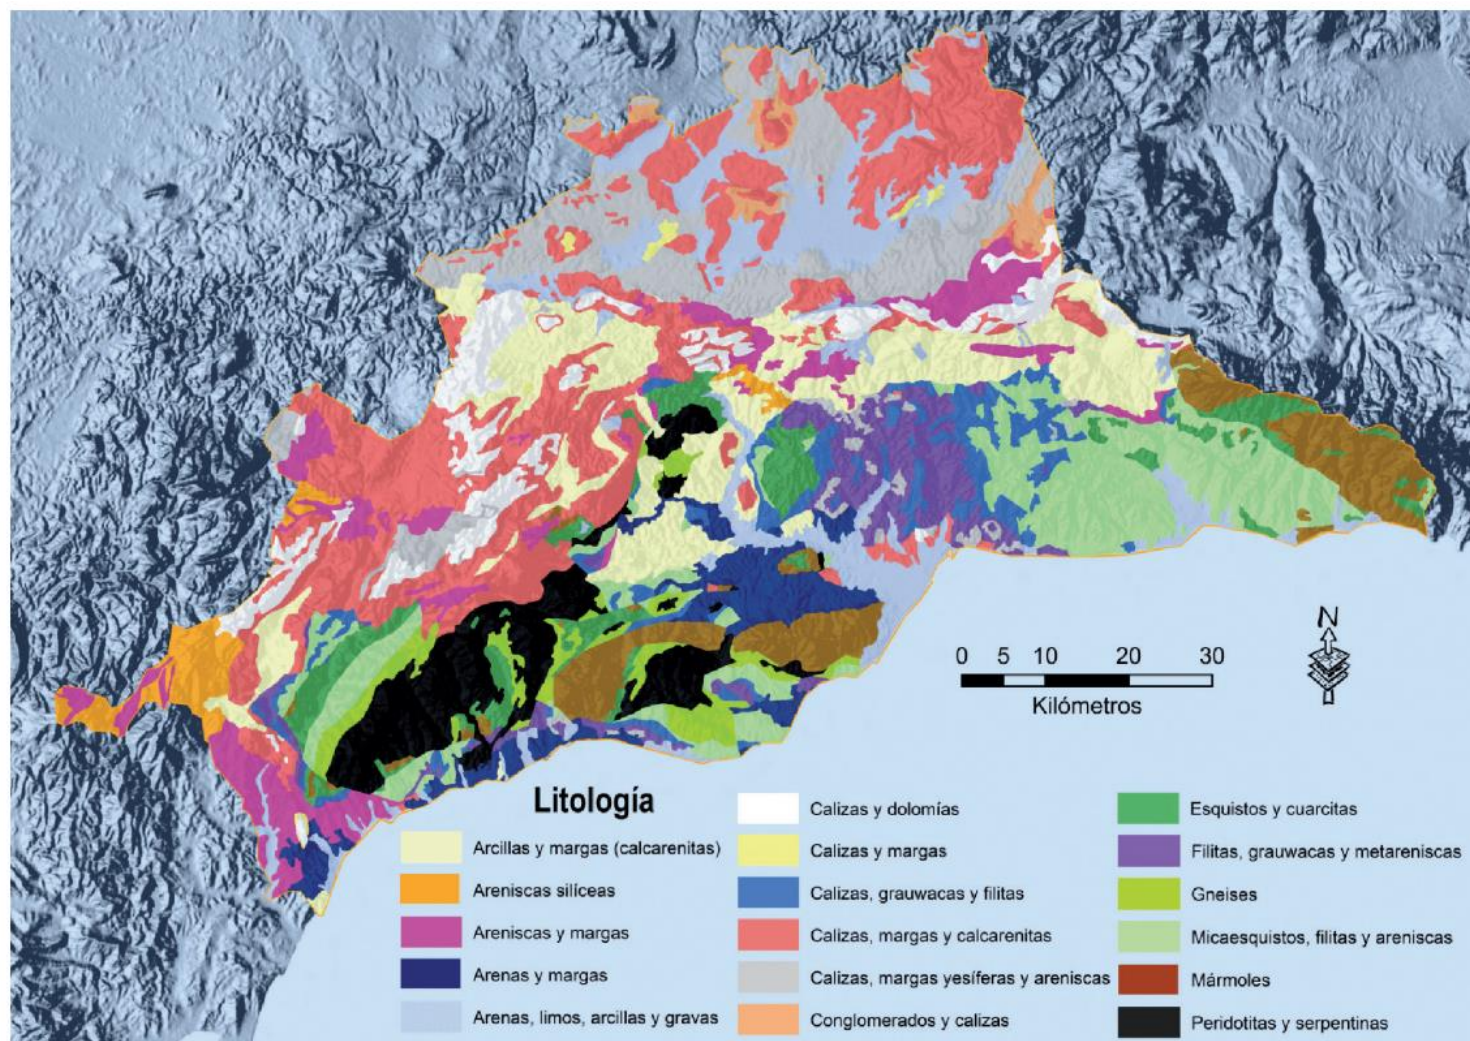 N
0 5 10 20 30
Kilómetros
Litología
Arcillas y margas (calcarenitas)
Areniscas silíceas
Areniscas y margas
Arenas y margas
Arenas, limos, arcillas y gravas
Calizas y dolomías
Calizas y margas
Calizas, grauwacas y filitas
Calizas, margas y calcarenitas
Calizas, margas yesíferas y areniscas
Conglomerados y calizas
Esquistos y cuarcitas
Filitas, grauwacas y metareniscas
Gneises
Micaesquistos, filitas y areniscas
Mármoles
Peridotitas y serpentinas